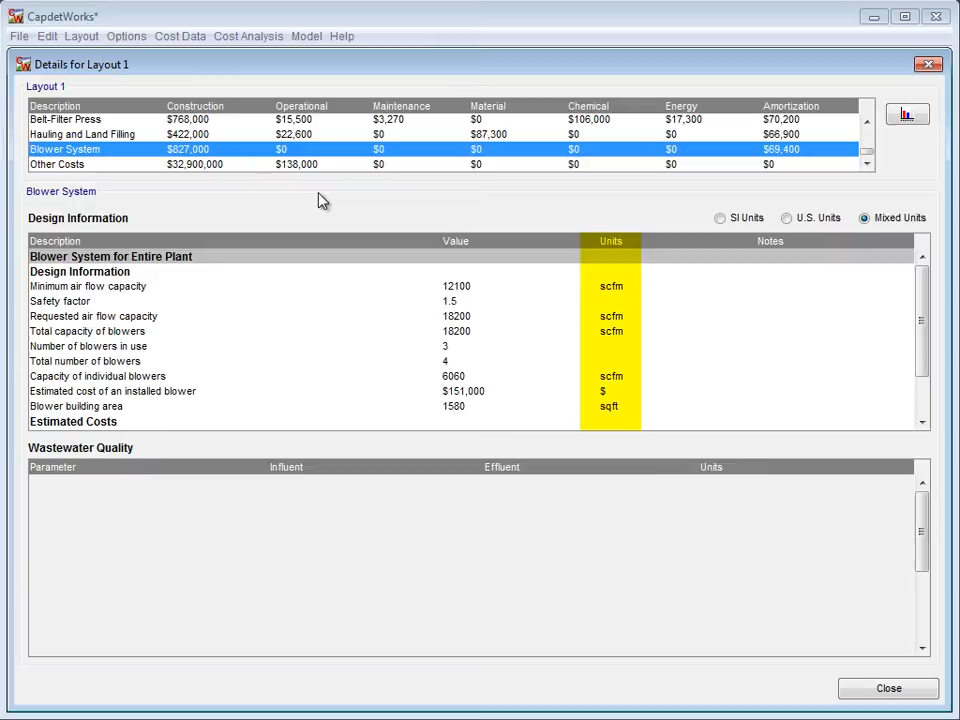 CapdetWorks*
File Edit Layout Options Cost Data Cost Analysis Model Help
Details for Layout 1
Layout 1
Description Construction Operational Maintenance Material Chemical Energy Amortization
Belt-Filter Press $768,000 $15,500 $3,270 $0 $106,000 $17,300 $70,200
Hauling and Land Filling $422,000 $22,600 $0 $87,300 $0 $0 $66,900
Blower System $827,000 $0 $0 $0 $0 $0 $69,400
Other Costs $32,900,000 $138,000 $0 $0 $0 $0 $0
Blower System
Design Information SI Units U.S. Units Mixed Units
Description Value Units Notes
Blower System for Entire Plant
Design Information
Minimum air flow capacity 12100 scfm
Safety factor 1.5
Requested air flow capacity 18200 scfm
Total capacity of blowers 18200 scfm
Number of blowers in use 3
Total number of blowers 4
Capacity of individual blowers 6060 scfm
Estimated cost of an installed blower $151,000 $
Blower building area 1580 sqft
Estimated Costs
Wastewater Quality
Parameter Influent Effluent Units
Close